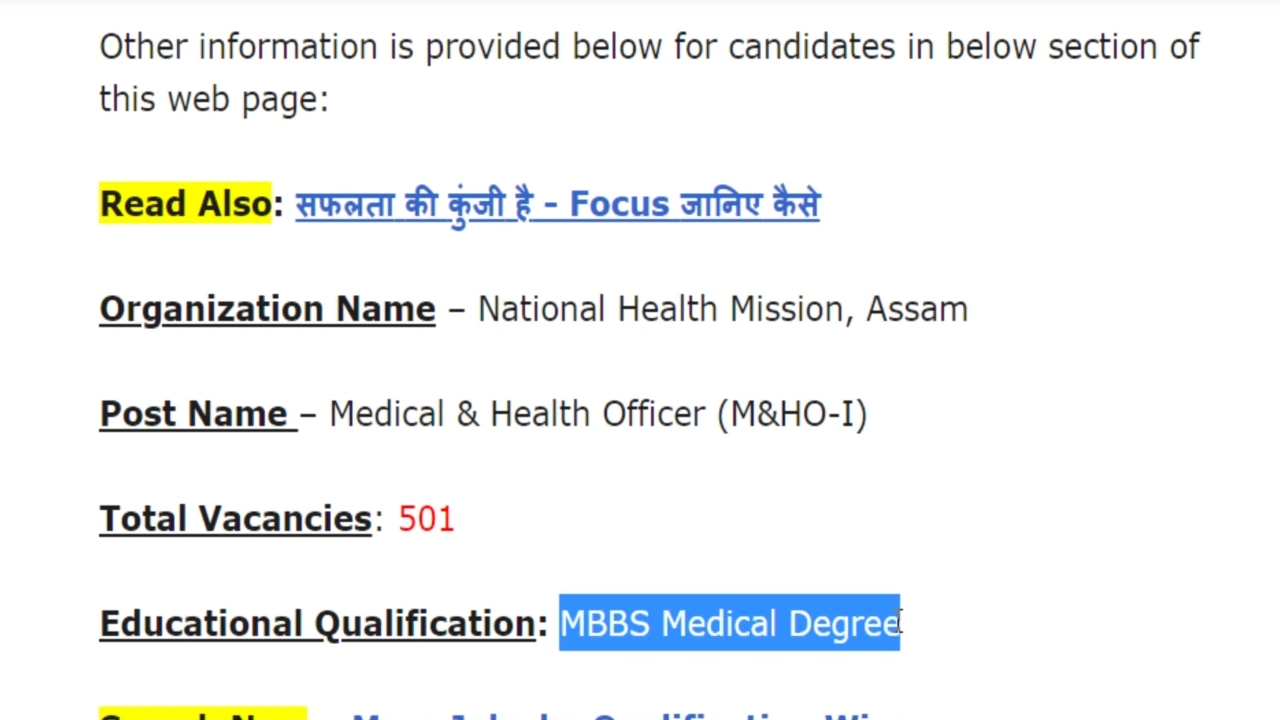 Other information is provided below for candidates in below section of
this web page:
Read Also: सफलता की कुंजी है - Focus जानिए कैसे
Organization Name – National Health Mission, Assam
Post Name – Medical & Health Officer (M&HO-I)
Total Vacancies: 501
Educational Qualification: MBBS Medical Degree